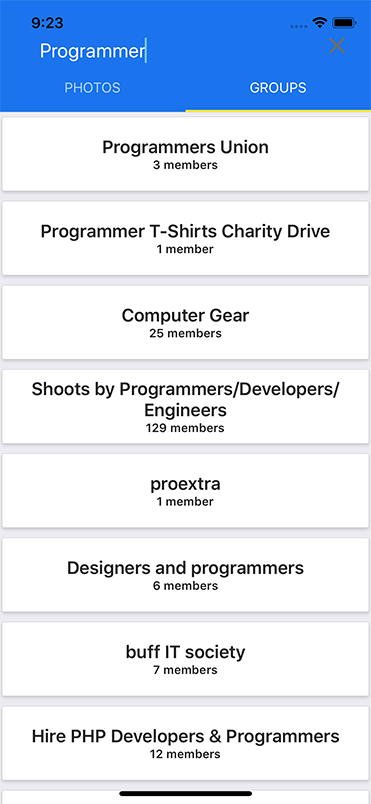 9:23
Programmer
PHOTOS
GROUPS
Programmers Union
3 members
Programmer T-Shirts Charity Drive
1 member
Computer Gear
25 members
Shoots by Programmers/Developers/
Engineers
129 members
proextra
1 member
Designers and programmers
6 members
buff IT society
7 members
Hire PHP Developers & Programmers
12 members